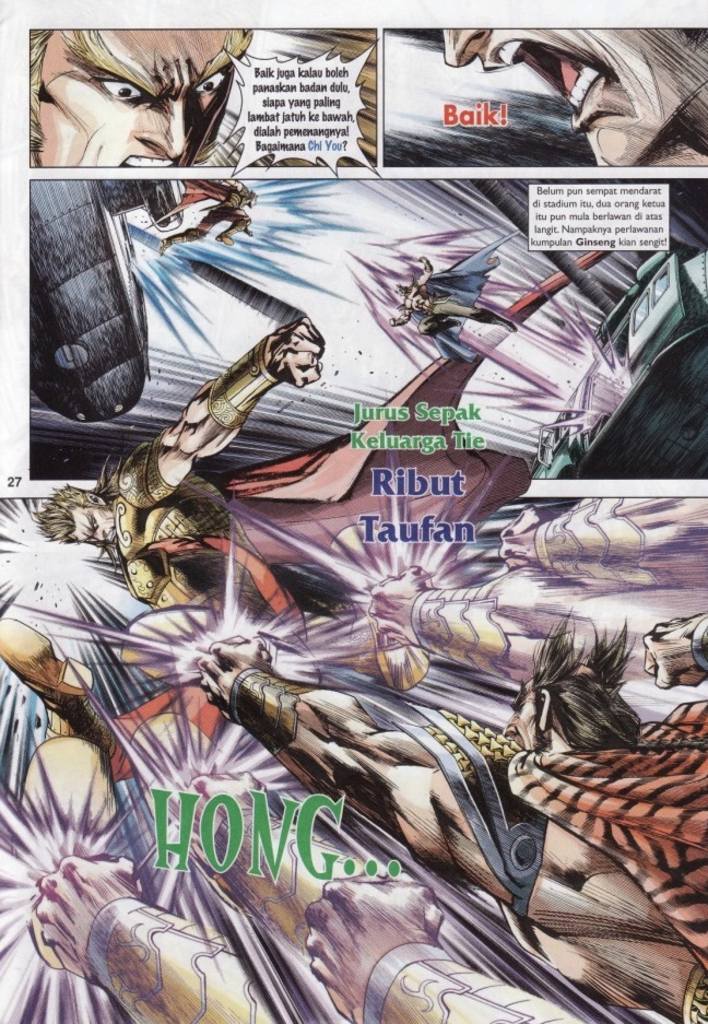 Baik juga kalau boleh
panaskan badan dulu,
siapa yang paling
lambat jatuh ke bawah,
dialah pemenangnya!
Bagaimana Chi You?
Baik!
Belum pun sempat mendarat
di stadium itu, dua orang ketua
itu pun mula berlawan di atas
langit. Nampaknya perlawanan
kumpulan Ginseng kian sengit!
Jurus Sepak
Keluarga Tie
Ribut
Taufan
27
HONG...